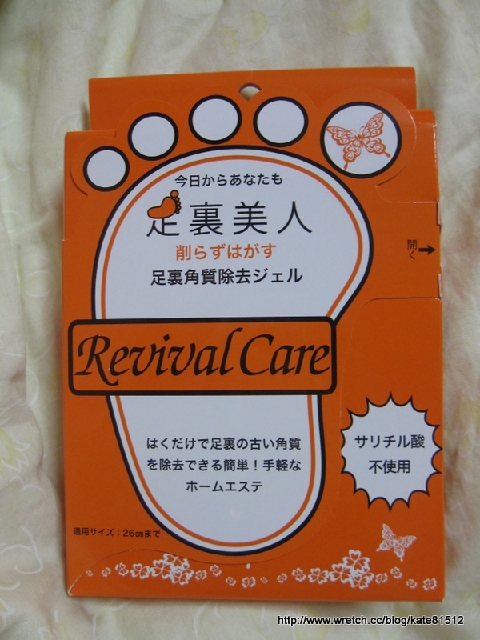 今日からあなたも
足裏美人
削らずはがす
足裏角質除去ジェル
開く
Revival Care
はくだけで足裏の古い角質
を除去できる簡単！手軽な
ホームエステ
サリチル酸
不使用
適用サイズ：26cmまで
http://www.wretch.cc/blog/kate81512